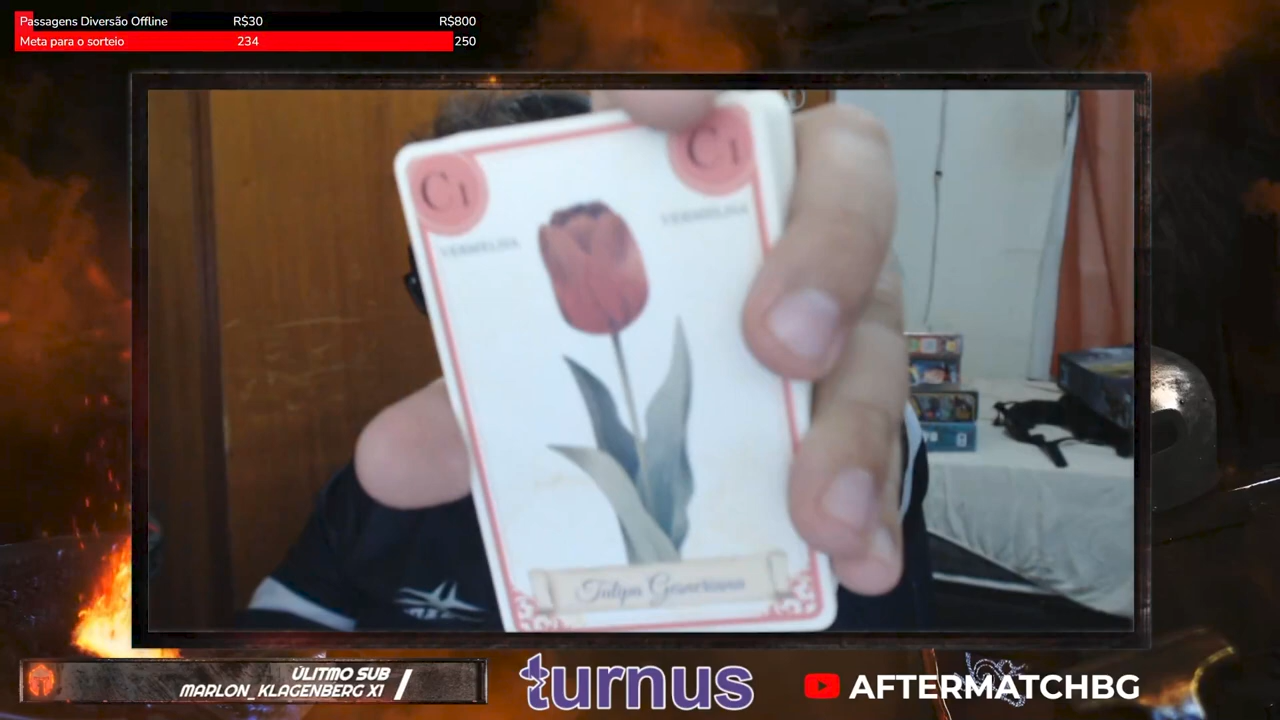 Passagens Diversão Offline R$30 R$800
Meta para o sorteio 234 250
C1 C1
VERMELHA VERMELHA
Tulipa Gesneriana
ÚLITMO SUB
MARLON_KLAGENBERG X1
turnus
AFTERMATCHBG